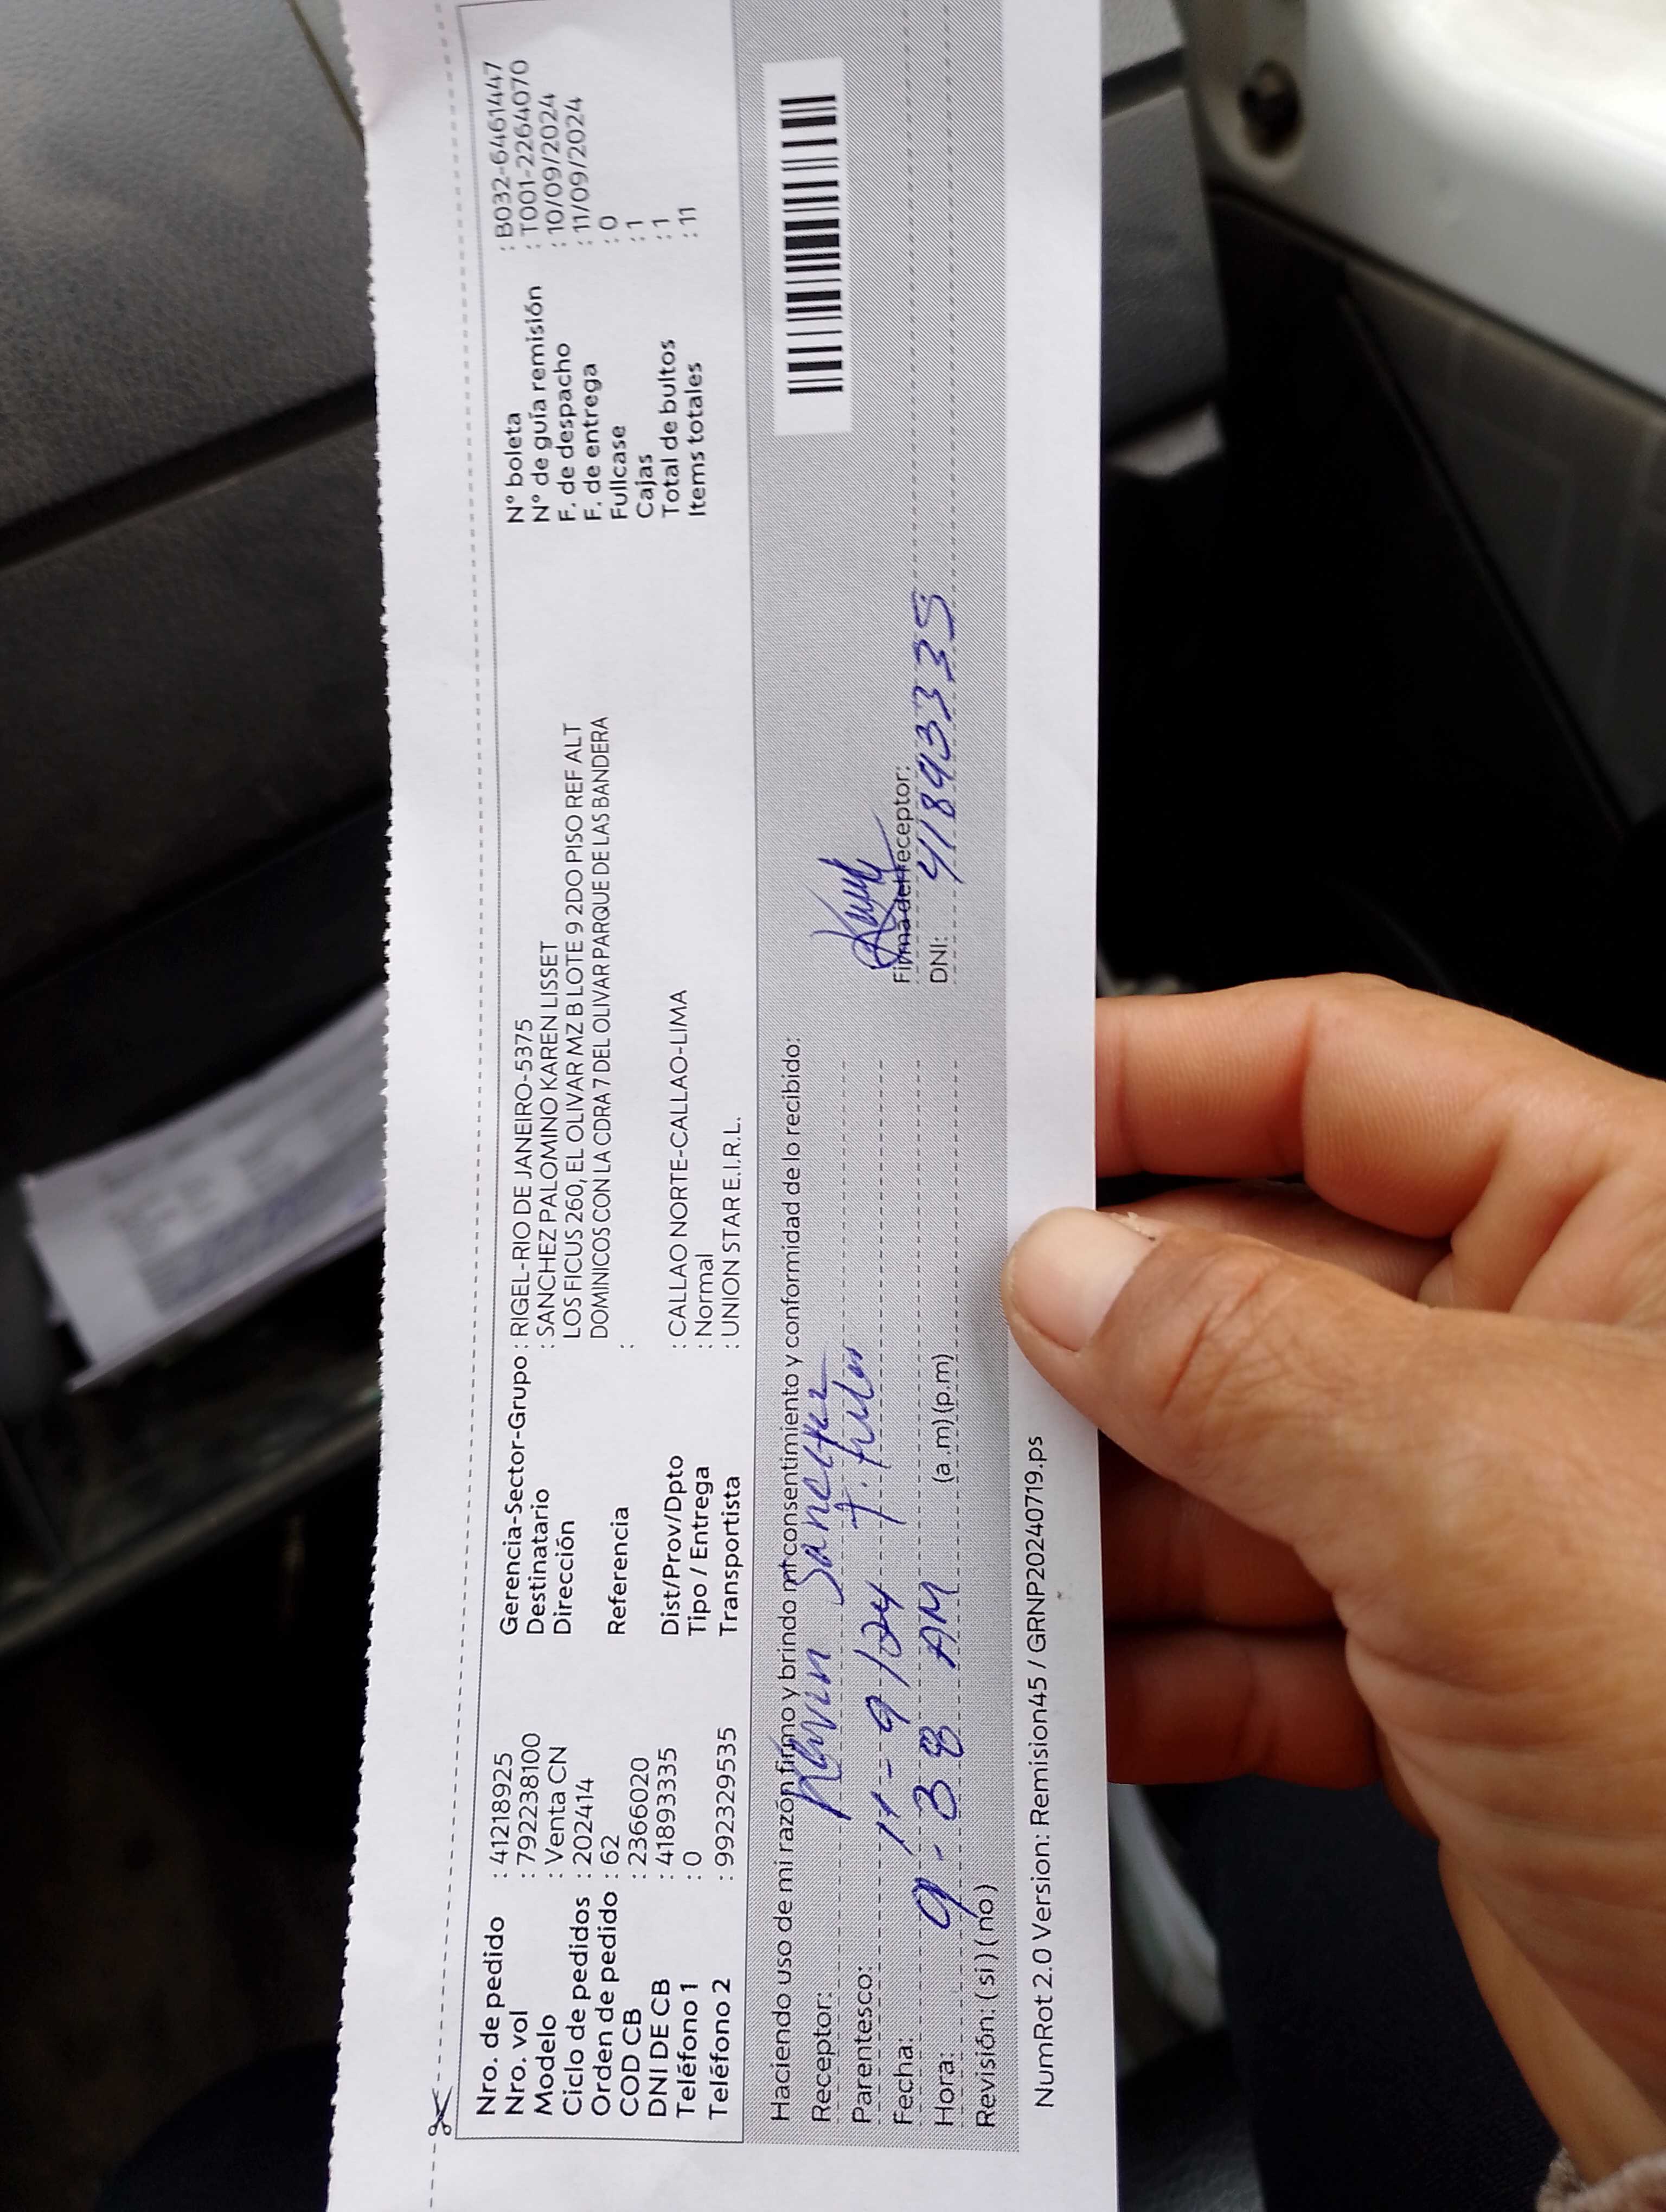 Nro. de pedido : 41218925
Nro. vol : 792238100
Modelo : Venta CN
Ciclo de pedidos : 202414
Orden de pedido : 62
COD CB : 2366020
DNI DE CB : 41893335
Teléfono 1 : 0
Teléfono 2 : 992329535
Gerencia-Sector-Grupo : RIGEL-RIO DE JANEIRO-5375
Destinatario : SANCHEZ PALOMINO KAREN LISSET
Dirección LOS FICUS 260, EL OLIVAR MZ B LOTE 9 2DO PISO REF ALT
DOMINICOS CON LA CDRA 7 DEL OLIVAR PARQUE DE LAS BANDERA
Referencia :
Dist/Prov/Dpto : CALLAO NORTE-CALLAO-LIMA
Tipo / Entrega : Normal
Transportista : UNION STAR E.I.R.L.
N° boleta : B032-6461447
N° de guía remisión : T001-2264070
F. de despacho : 10/09/2024
F. de entrega : 11/09/2024
Fullcase : 0
Cajas : 1
Total de bultos : 1
Items totales : 11
Haciendo uso de mi razón firmo y brindo mi consentimiento y conformidad de lo recibido:
Receptor: Sanchez
Parentesco:
Fecha: 11-9/24
Hora: 9-38 AM (a.m) (p.m)
Revisión: (si) (no)
Firma del receptor:
DNI: 41893335
NumRot 2.0 Version: Remision45 / GRNP20240719.ps